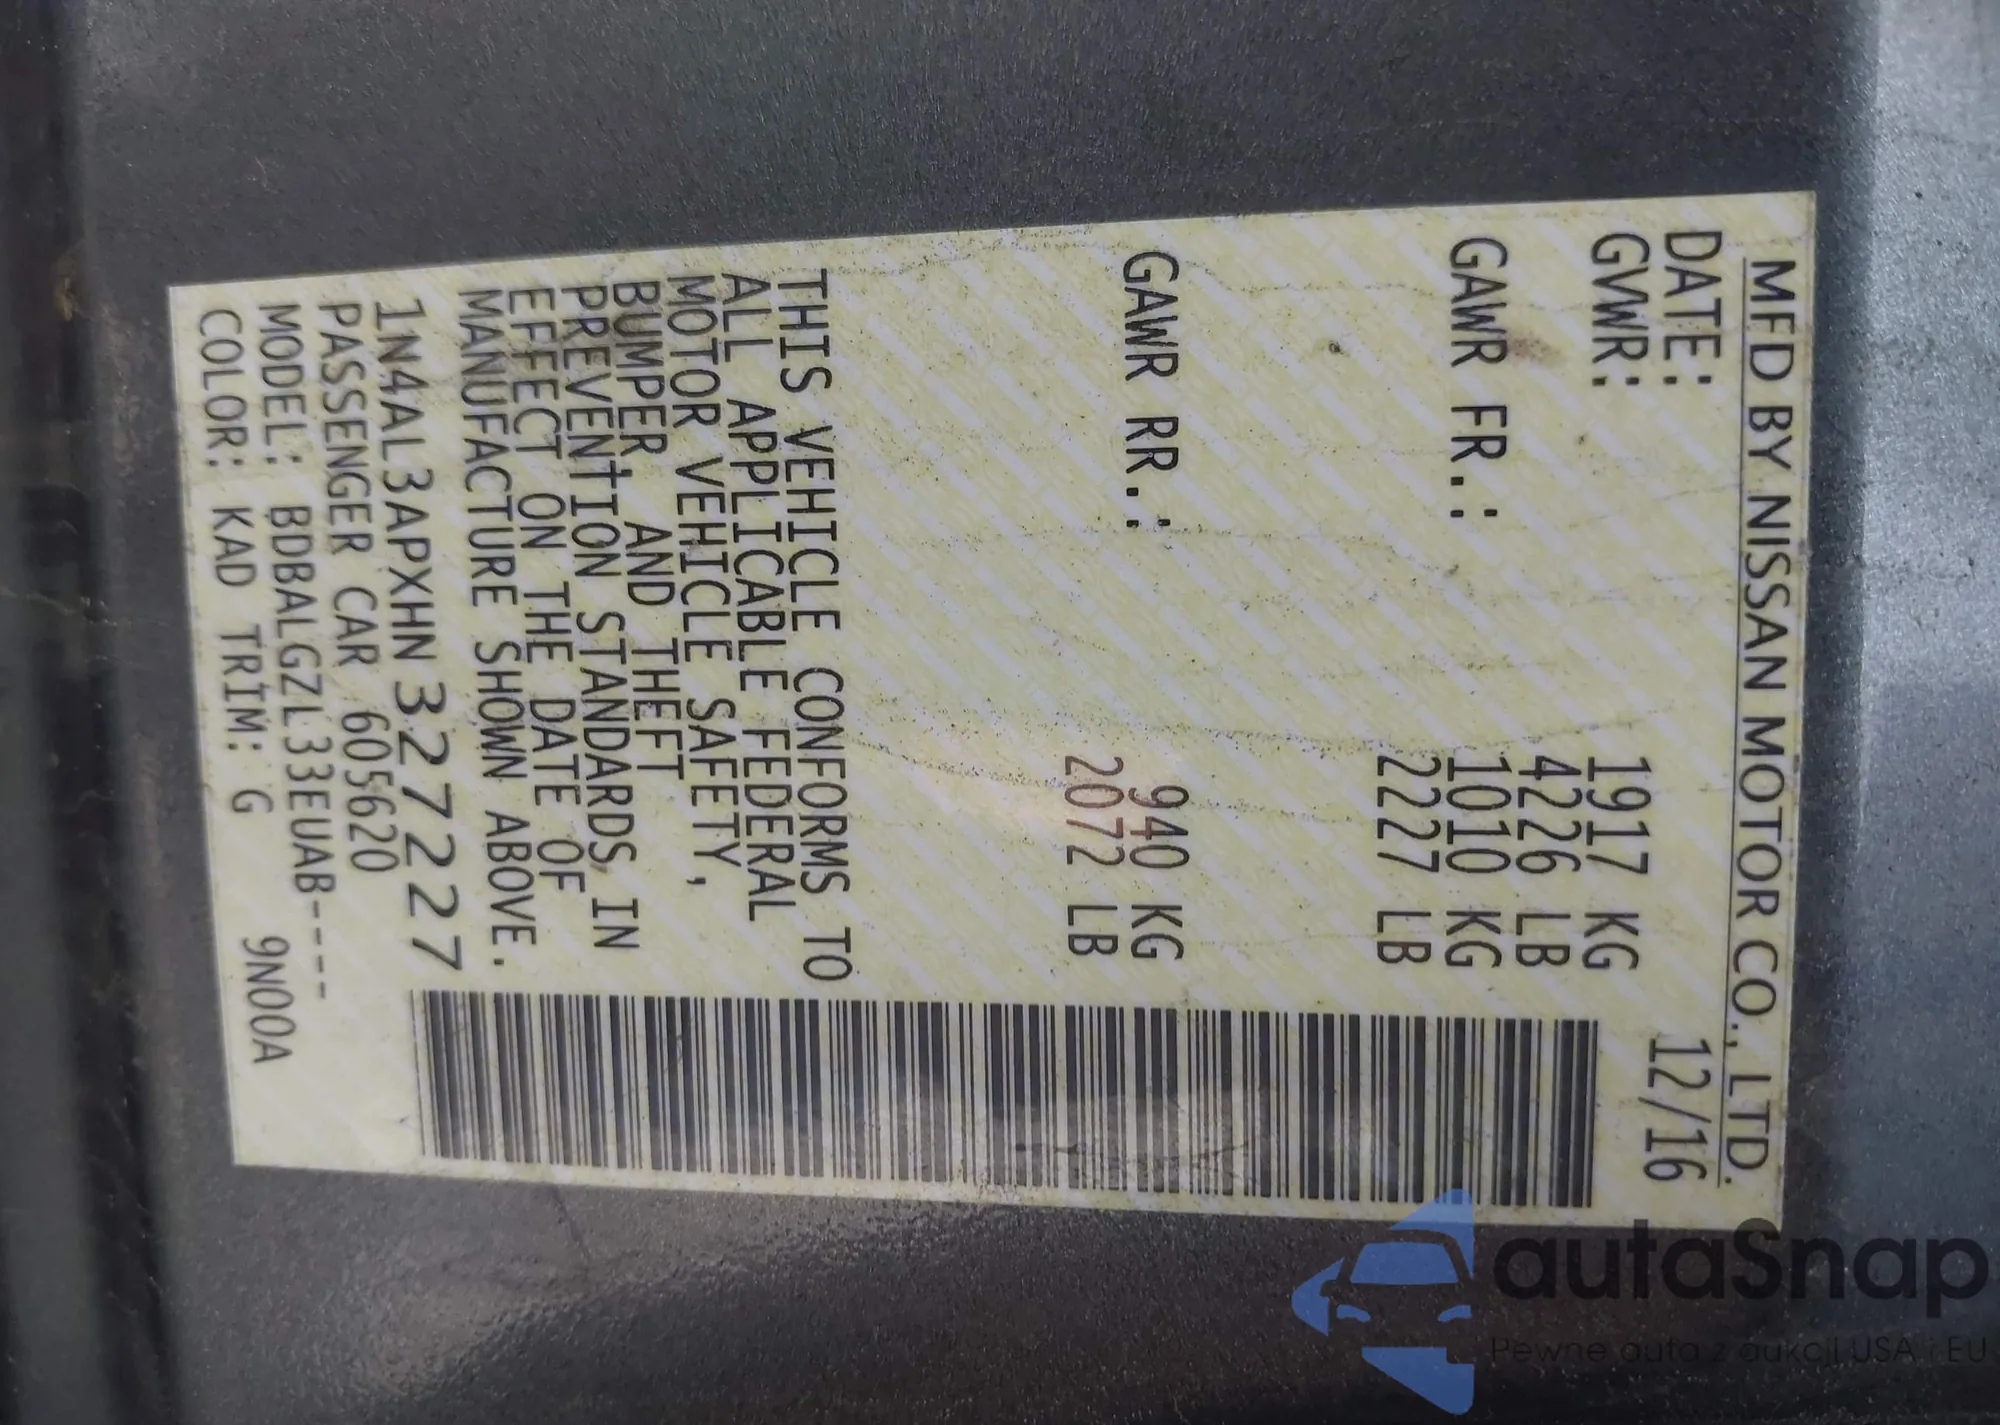 MFD BY NISSAN MOTOR CO., LTD.
DATE: 12/16
GVWR: 1917 KG
4226 LB
GAWR FR.: 1010 KG
2227 LB
GAWR RR.: 940 KG
2072 LB
THIS VEHICLE CONFORMS TO
ALL APPLICABLE FEDERAL
MOTOR VEHICLE SAFETY,
BUMPER, AND THEFT
PREVENTION STANDARDS IN
EFFECT ON THE DATE OF
MANUFACTURE SHOWN ABOVE.
1N4AL3APXHN327227
PASSENGER CAR 605620
MODEL: BDBALGZL33EUAB----
COLOR: KAD TRIM: G 9N00A
autaSnap
Pewne auta z aukcji USA i EU